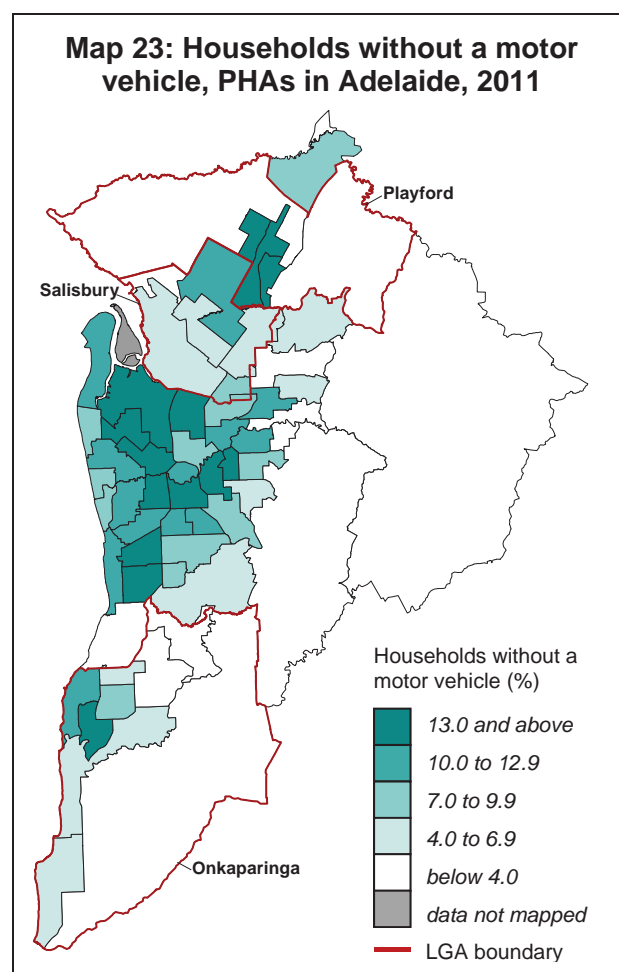 Map 23: Households without a motor
vehicle, PHAs in Adelaide, 2011
Playford
Salisbury
Households without a
motor vehicle (%)
13.0 and above
10.0 to 12.9
7.0 to 9.9
4.0 to 6.9
below 4.0
data not mapped
LGA boundary
Onkaparinga